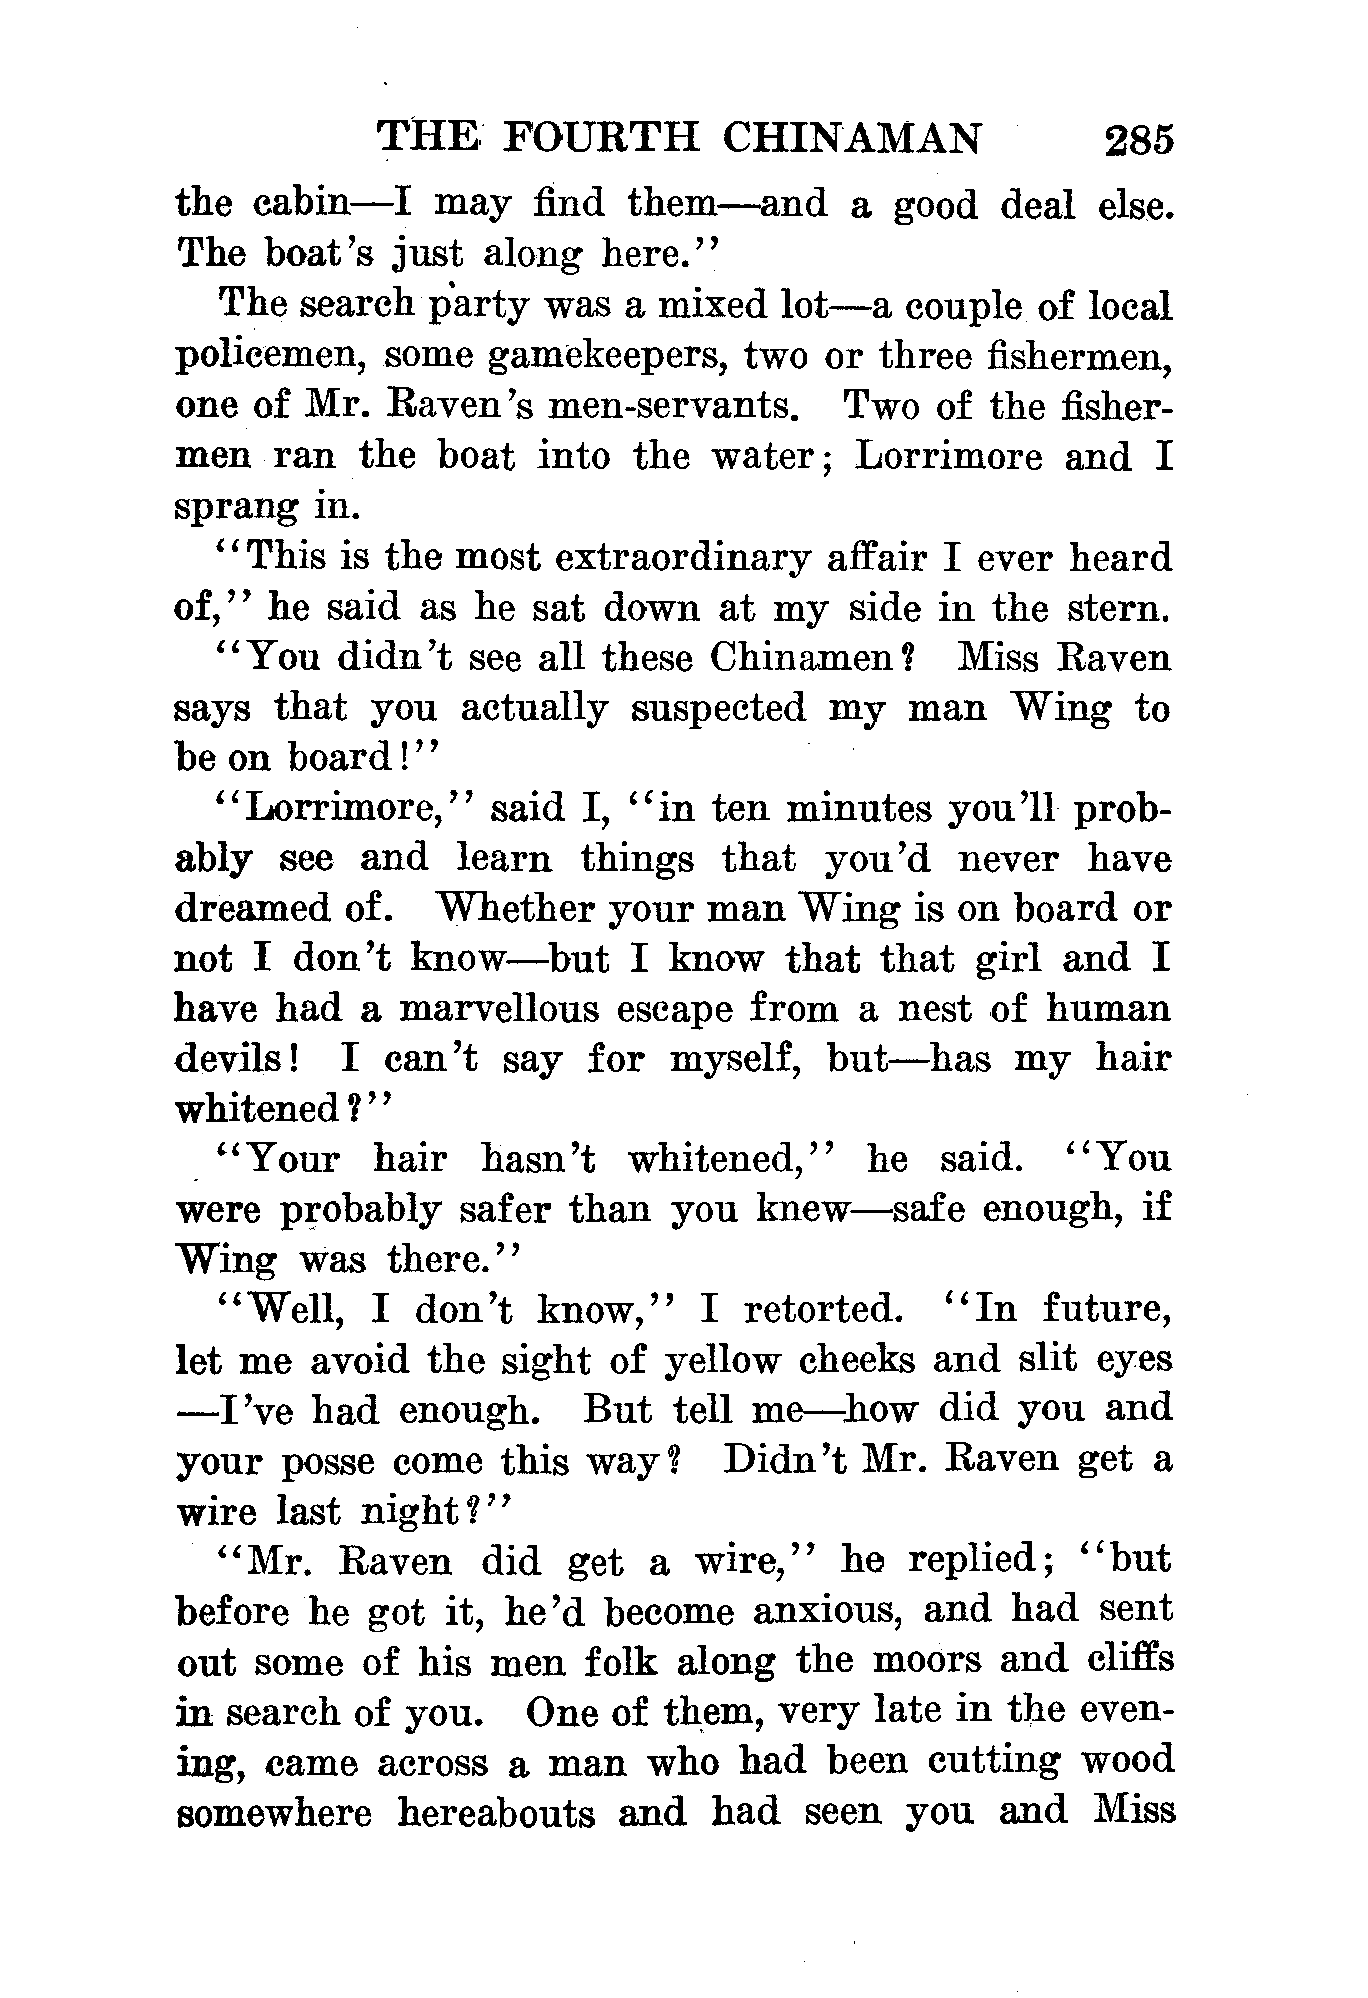 THE FOURTH CHINAMAN 285
the cabin—I may find them—and a good deal else.
The boat's just along here."
The search party was a mixed lot—a couple of local
policemen, some gamekeepers, two or three fishermen,
one of Mr. Raven's men-servants. Two of the fisher-
men ran the boat into the water; Lorrimore and I
sprang in.
"This is the most extraordinary affair I ever heard
of," he said as he sat down at my side in the stern.
"You didn't see all these Chinamen? Miss Raven
says that you actually suspected my man Wing to
be on board!"
"Lorrimore," said I, "in ten minutes you'll prob-
ably see and learn things that you'd never have
dreamed of. Whether your man Wing is on board or
not I don't know—but I know that that girl and I
have had a marvellous escape from a nest of human
devils! I can't say for myself, but—has my hair
whitened?"
"Your hair hasn't whitened," he said. "You
were probably safer than you knew—safe enough, if
Wing was there."
"Well, I don't know," I retorted. "In future,
let me avoid the sight of yellow cheeks and slit eyes
—I've had enough. But tell me—how did you and
your posse come this way? Didn't Mr. Raven get a
wire last night?"
"Mr. Raven did get a wire," he replied; "but
before he got it, he'd become anxious, and had sent
out some of his men folk along the moors and cliffs
in search of you. One of them, very late in the even-
ing, came across a man who had been cutting wood
somewhere hereabouts and had seen you and Miss